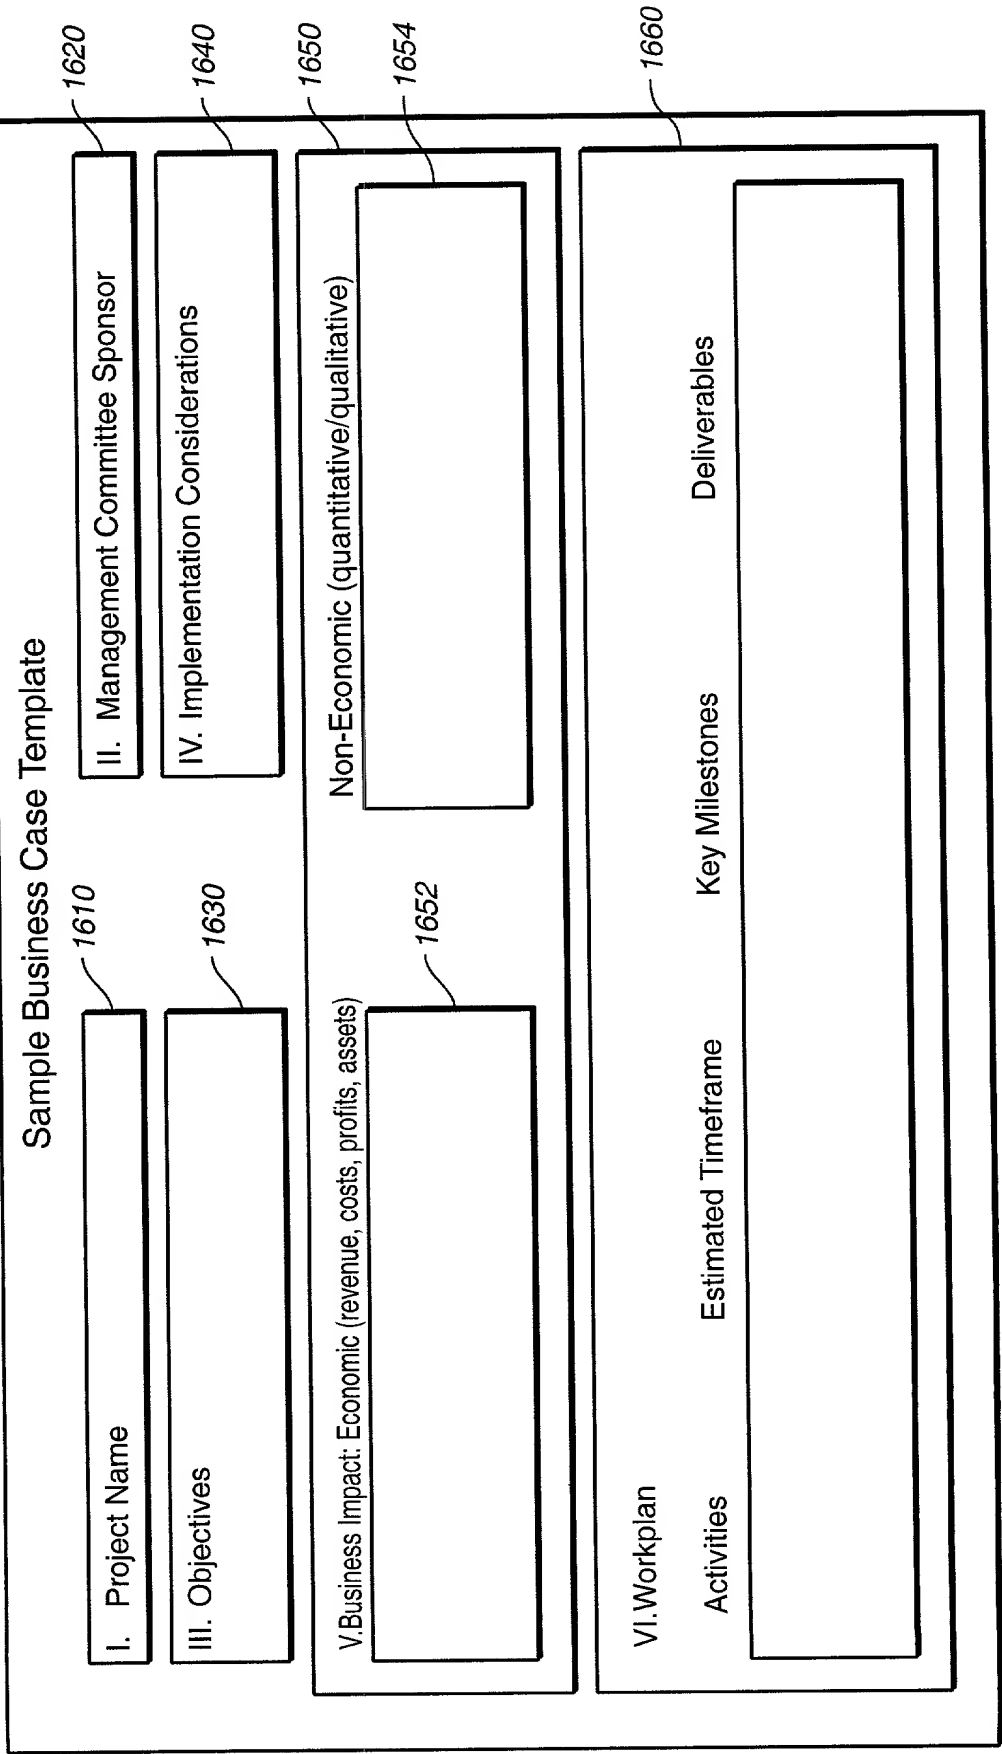 Sample Business Case Template
1610
1620
I. Project Name
II. Management Committee Sponsor
1630
1640
III. Objectives
IV. Implementation Considerations
1650
V.Business Impact: Economic (revenue, costs, profits, assets)
Non-Economic (quantitative/qualitative)
1652
1654
1660
VI.Workplan
Activities
Estimated Timeframe
Key Milestones
Deliverables